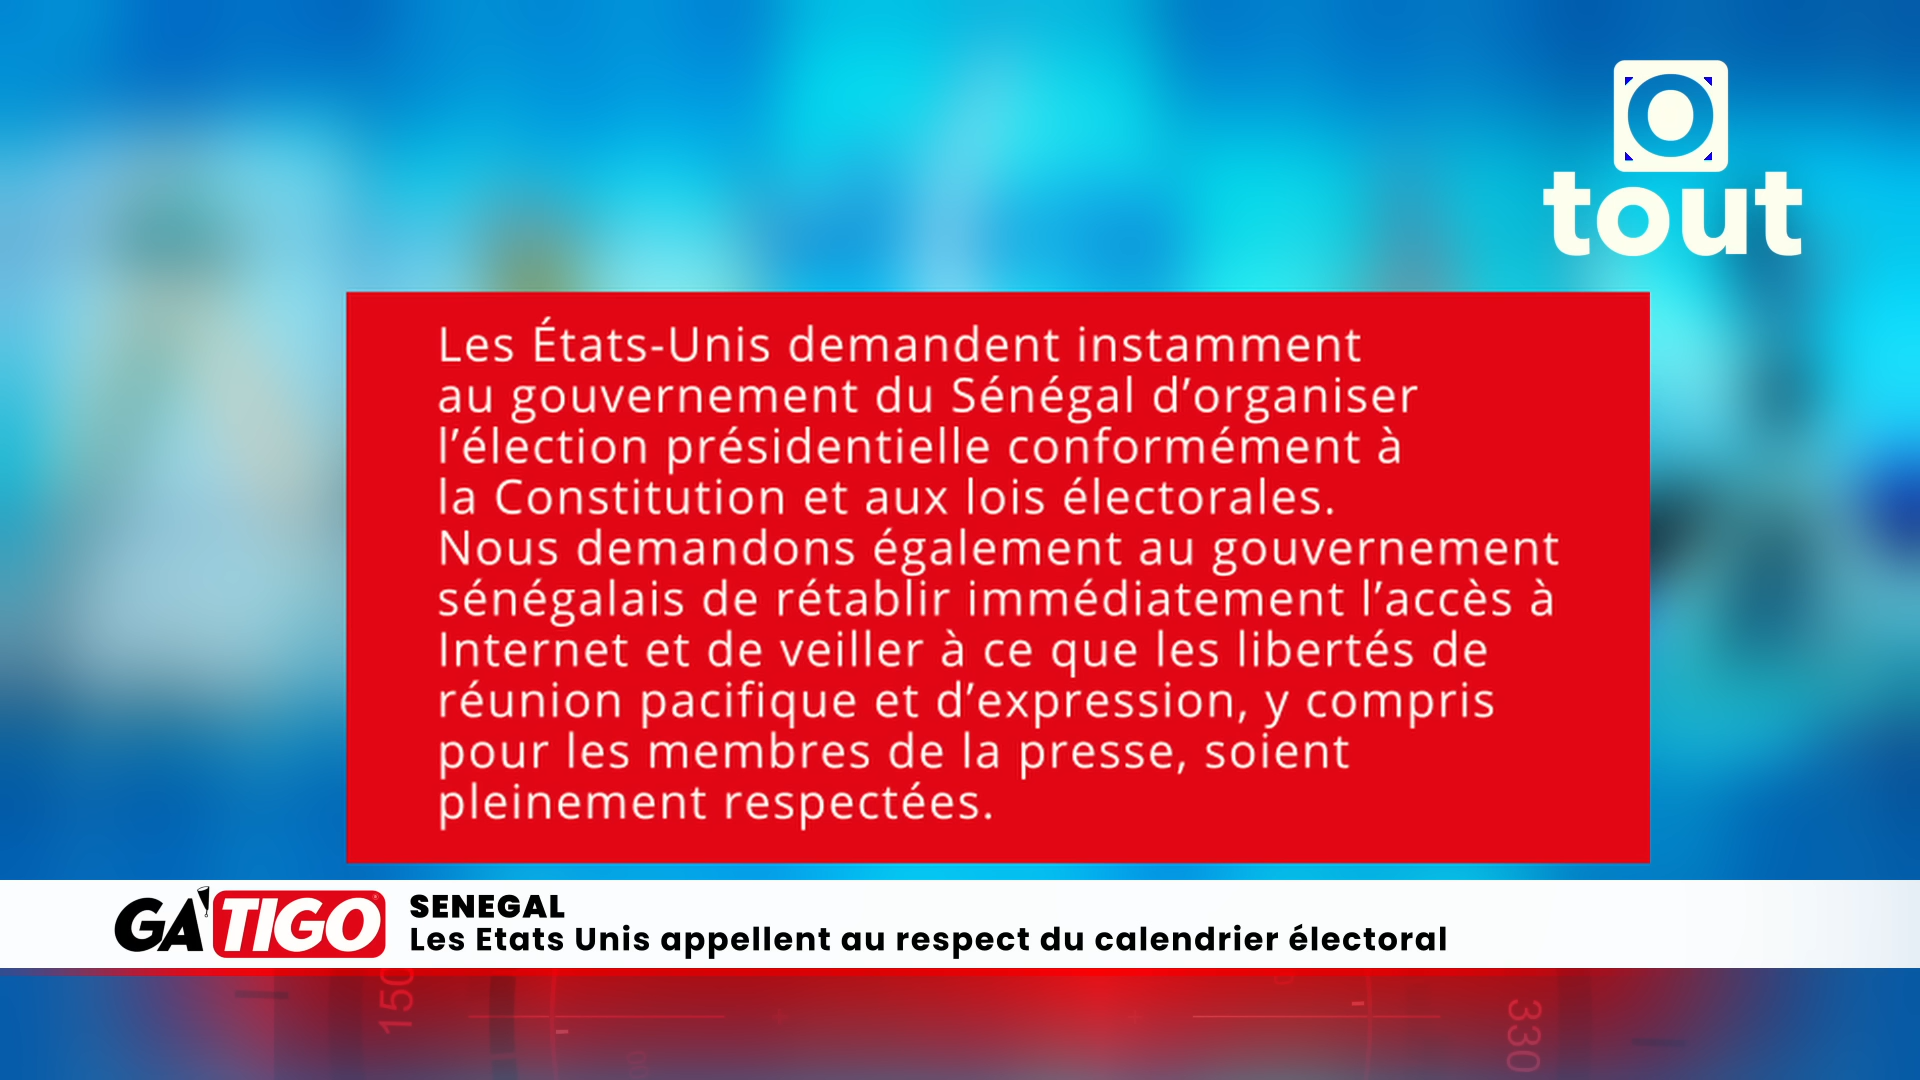 O
tout
Les États-Unis demandent instamment
au gouvernement du Sénégal d’organiser
l’élection présidentielle conformément à
la Constitution et aux lois électorales.
Nous demandons également au gouvernement
sénégalais de rétablir immédiatement l’accès à
Internet et de veiller à ce que les libertés de
réunion pacifique et d’expression, y compris
pour les membres de la presse, soient
pleinement respectées.
GA'TIGO
SENEGAL
Les Etats Unis appellent au respect du calendrier électoral
150
330